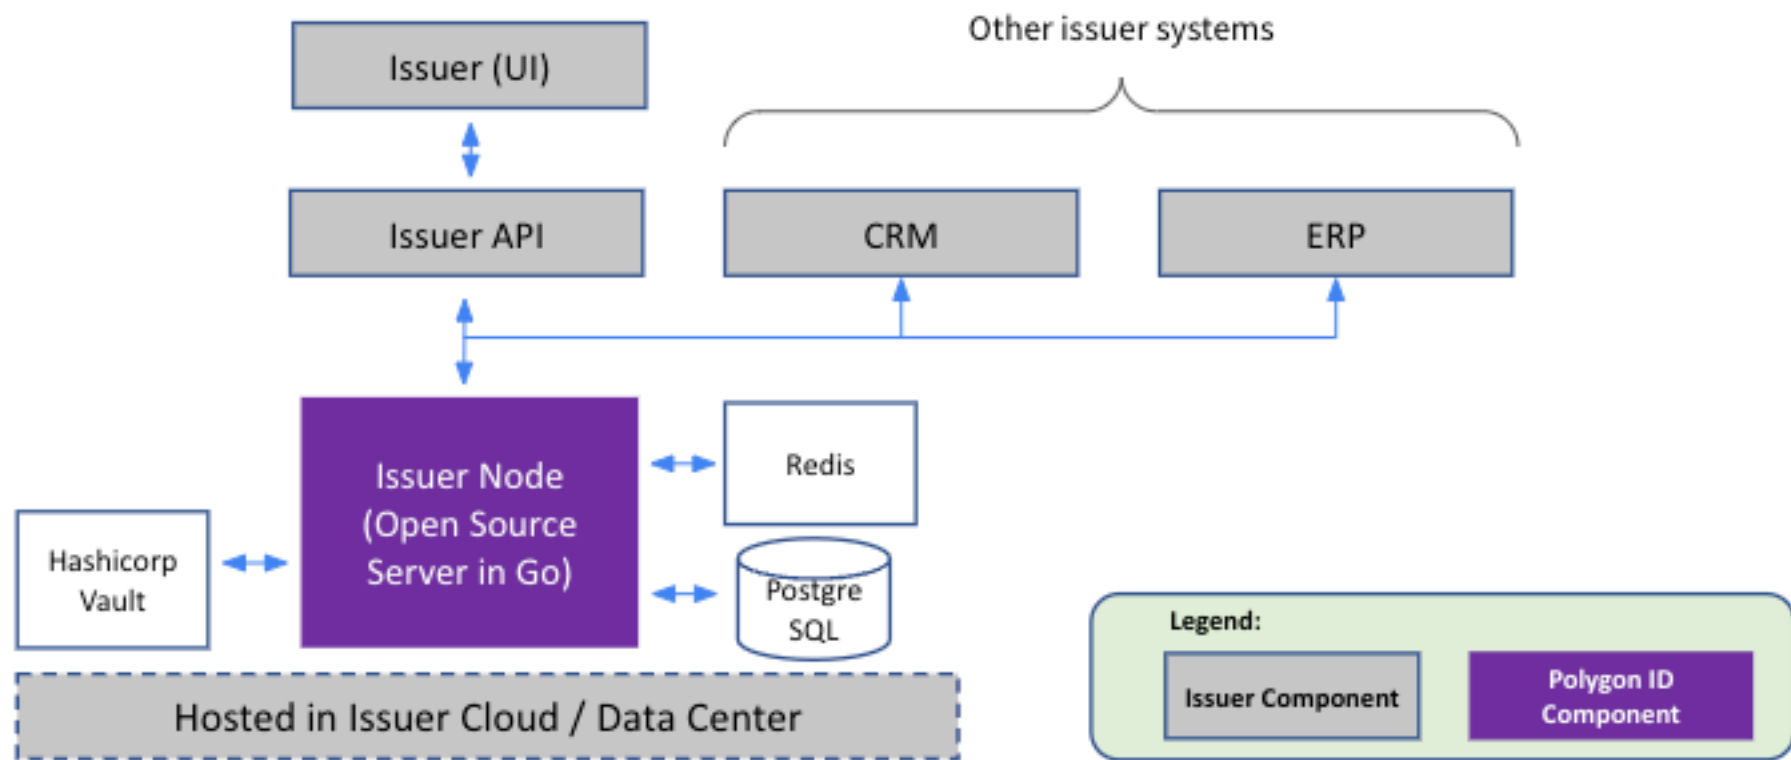 Other issuer systems
Issuer (UI)
Issuer API
CRM
ERP
Issuer Node
(Open Source
Server in Go)
Redis
Hashicorp
Vault
Postgre
SQL
Hosted in Issuer Cloud / Data Center
Legend:
Issuer Component
Polygon ID
Component